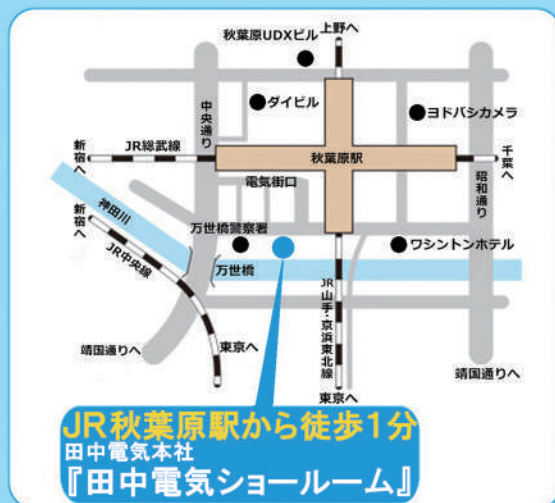 上野へ
秋葉原UDXビル
ダイビル
ヨドバシカメラ
中央通り
新宿へ
JR総武線
秋葉原駅
千葉へ
昭和通り
電気街口
神田川
新宿へ
JR中央線
万世橋警察署
ワシントンホテル
万世橋
JR山手・京浜東北線
靖国通りへ
東京へ
靖国通りへ
東京へ
JR秋葉原駅から徒歩1分
田中電気本社
『田中電気ショールーム』